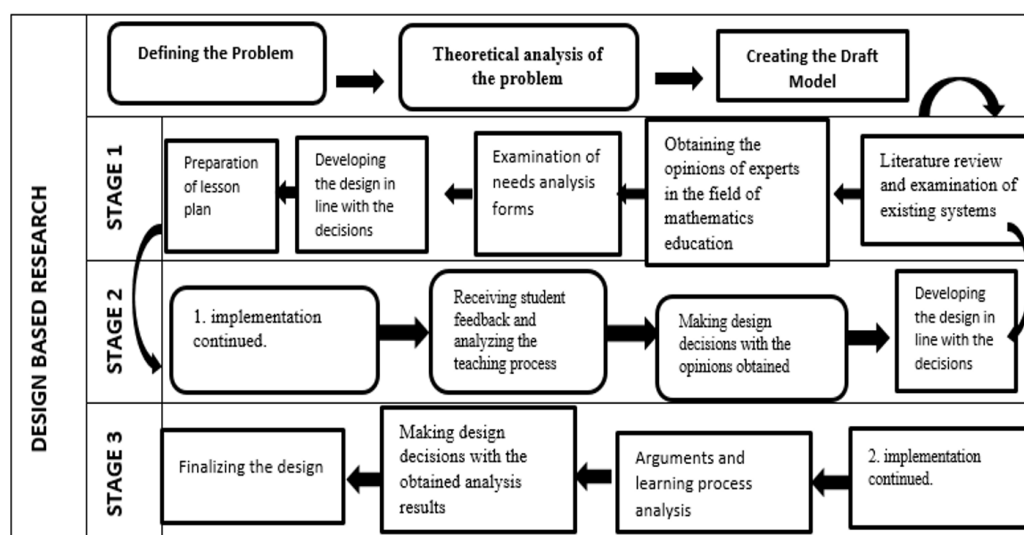 DESIGN BASED RESEARCH
Defining the Problem
Theoretical analysis of
the problem
Creating the Draft
Model
STAGE 1
Preparation
of lesson
plan
Developing
the design in
line with the
decisions
Examination of
needs analysis
forms
Obtaining the
opinions of experts
in the field of
mathematics
education
Literature review
and examination of
existing systems
STAGE 2
1. implementation
continued.
Receiving student
feedback and
analyzing the
teaching process
Making design
decisions with the
opinions obtained
Developing
the design in
line with the
decisions
STAGE 3
Finalizing the design
Making design
decisions with the
obtained analysis
results
Arguments and
learning process
analysis
2. implementation
continued.